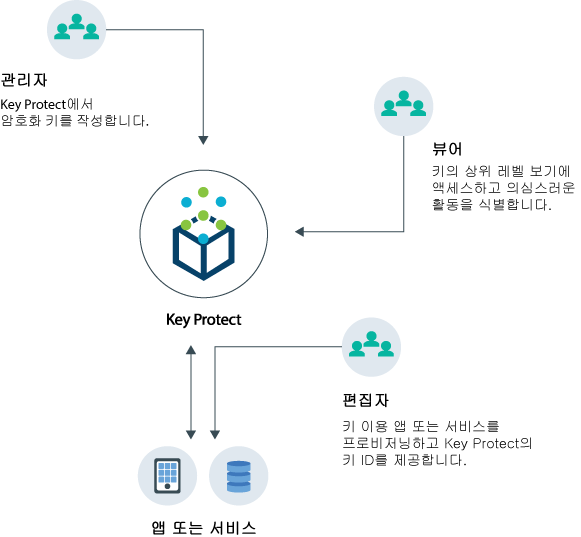 관리자
Key Protect에서
암호화 키를 작성합니다.
뷰어
키의 상위 레벨 보기에
액세스하고 의심스러운
활동을 식별합니다.
Key Protect
편집자
키 이용 앱 또는 서비스를
프로비저닝하고 Key Protect의
키 ID를 제공합니다.
앱 또는 서비스